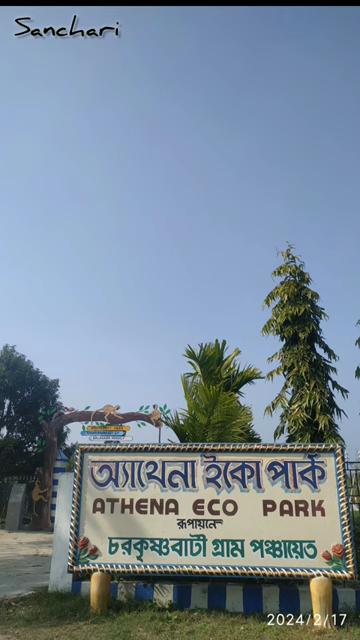 Sanchari
অ্যাথেনা ইকো পার্ক
ATHENA ECO PARK
রূপায়নে
চরকৃষ্ণবাটী গ্রাম পঞ্চায়েত
2024/2/17